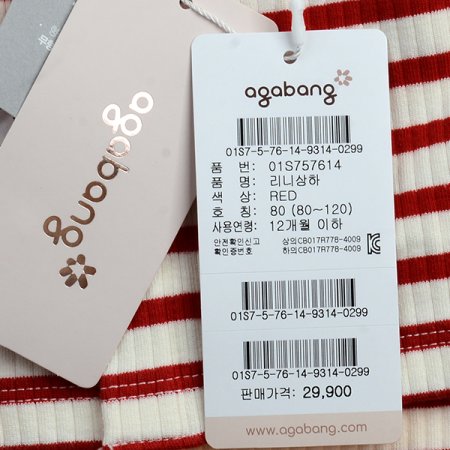 agabang
agabang
01S7-5-76-14-9314-0299
품 번: 01S757614
품 명: 리니상하
색 상: RED
호 칭: 80 (80~120)
사용연령: 12개월 이하
안전확인신고 상의CB017R778-4009
확인증번호 하의CB017R778-4009
01S7-5-76-14-9314-0299
01S7-5-76-14-9314-0299
판매가격: 29,900
www.agabang.com